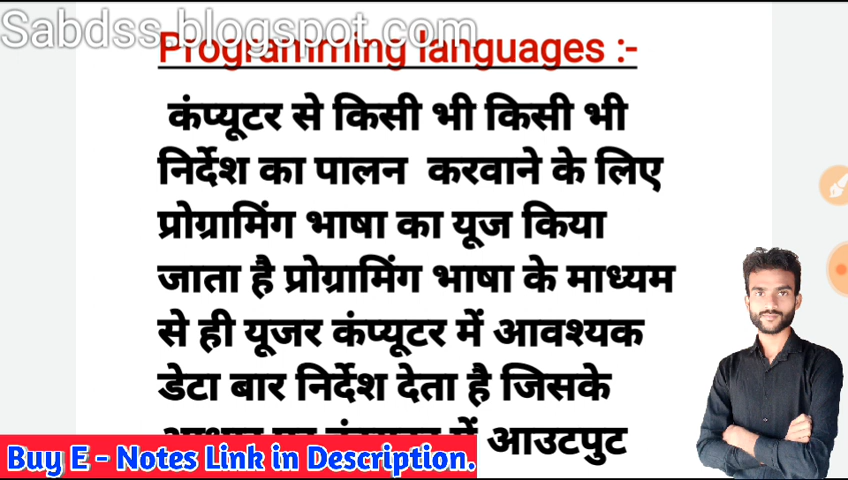 Sabdss.blogspot.com
Programming languages :-
कंप्यूटर से किसी भी किसी भी
निर्देश का पालन करवाने के लिए
प्रोग्रामिंग भाषा का यूज किया
जाता है प्रोग्रामिंग भाषा के माध्यम
से ही यूजर कंप्यूटर में आवश्यक
डेटा बार निर्देश देता है जिसके
में आउटपुट
Buy E - Notes Link in Description.